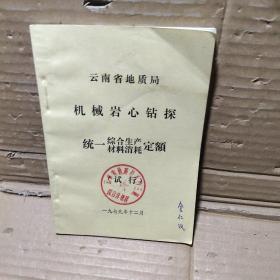 云南省地质局
机械岩心钻探
统一综合生产材料消耗定额
试行
一九七九年十二月